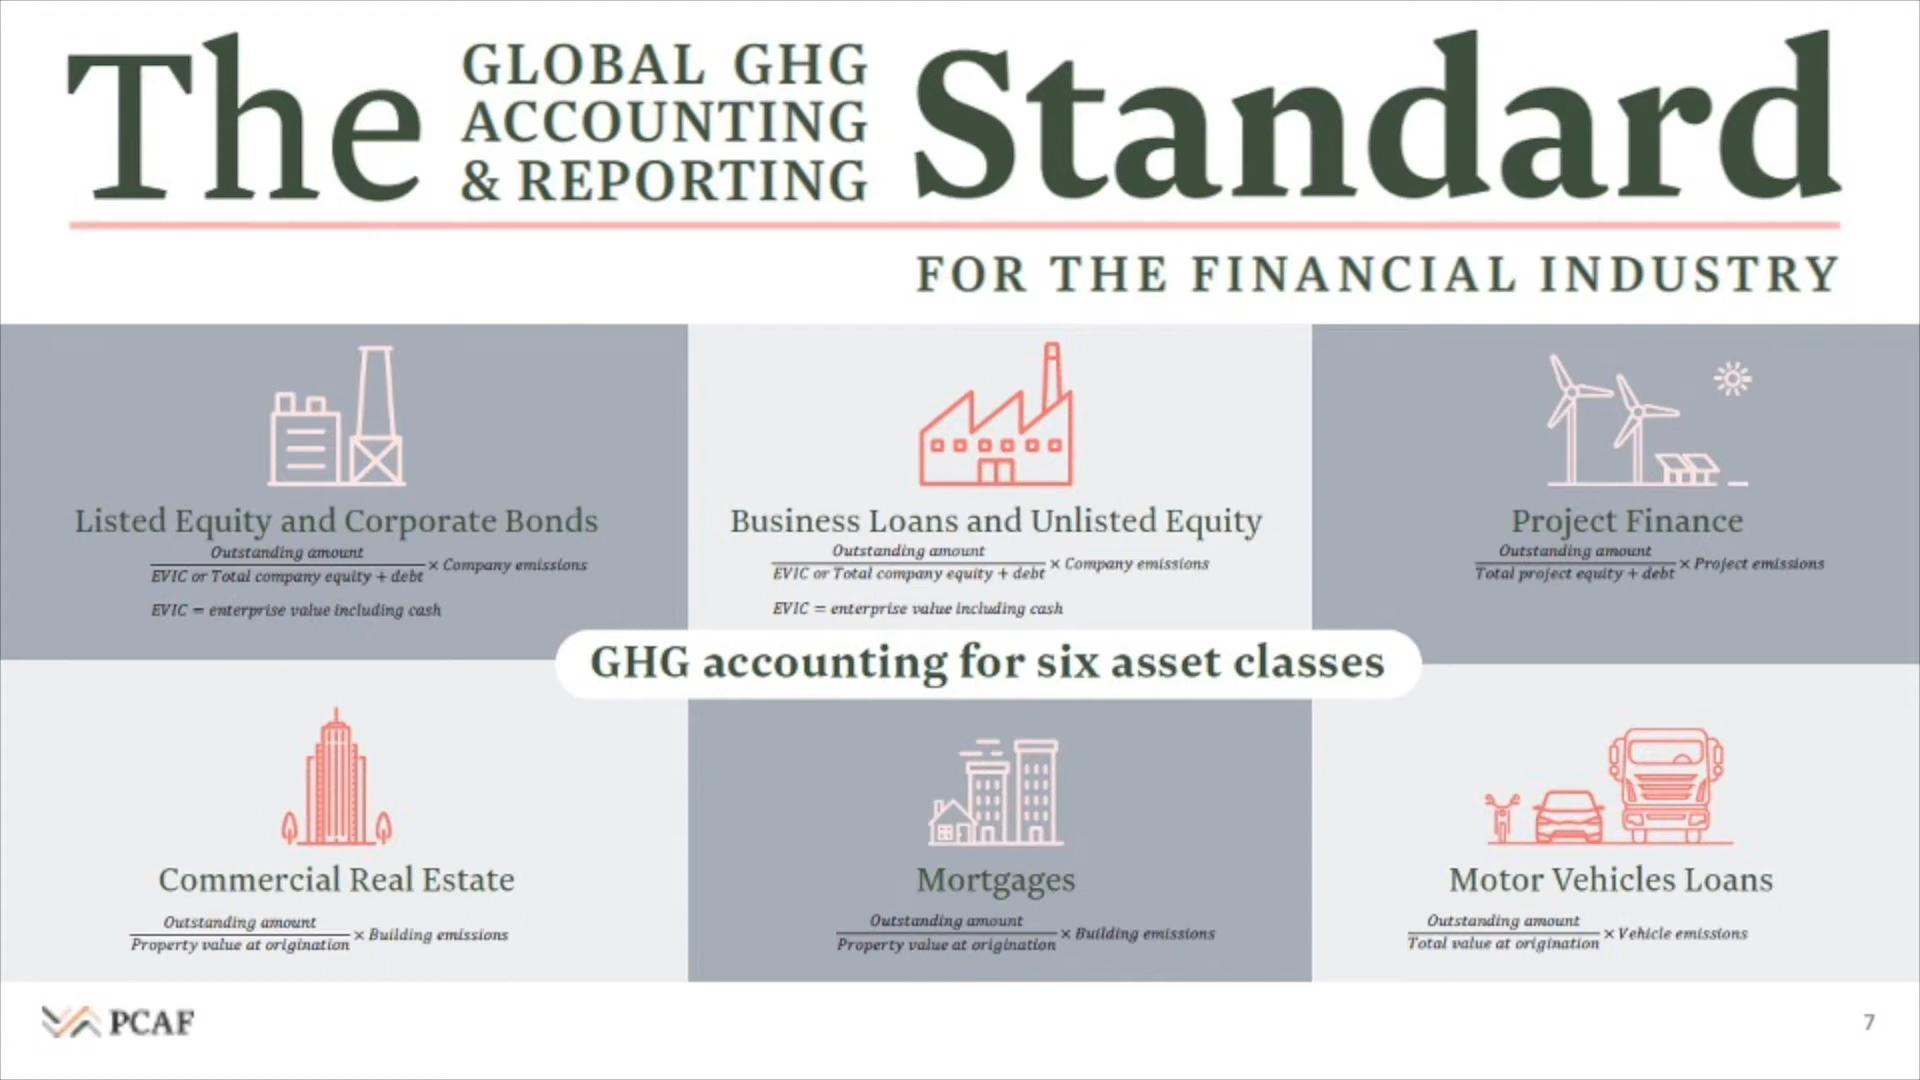 The
GLOBAL GHG
ACCOUNTING
& REPORTING
Standard
FOR THE FINANCIAL INDUSTRY
Listed Equity and Corporate Bonds
Outstanding amount
EVIC or Total company equity + debt
× Company emissions
EVIC = enterprise value including cash
Business Loans and Unlisted Equity
Outstanding amount
EVIC or Total company equity + debt
× Company emissions
EVIC = enterprise value including cash
Project Finance
Outstanding amount
Total project equity + debt
× Project emissions
GHG accounting for six asset classes
Commercial Real Estate
Outstanding amount
Property value at origination
× Building emissions
Mortgages
Outstanding amount
Property value at origination
× Building emissions
Motor Vehicles Loans
Outstanding amount
Total value at origination
× Vehicle emissions
PCAF
7